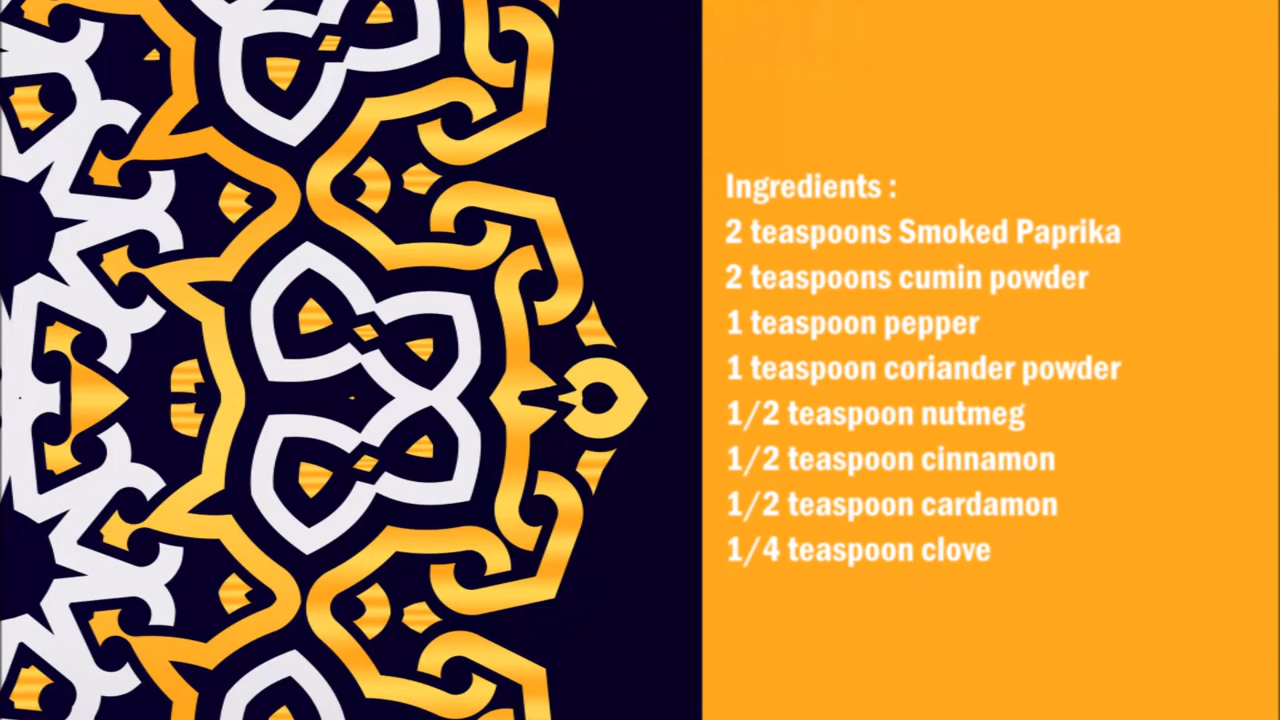 Ingredients :
2 teaspoons Smoked Paprika
2 teaspoons cumin powder
1 teaspoon pepper
1 teaspoon coriander powder
1/2 teaspoon nutmeg
1/2 teaspoon cinnamon
1/2 teaspoon cardamon
1/4 teaspoon clove